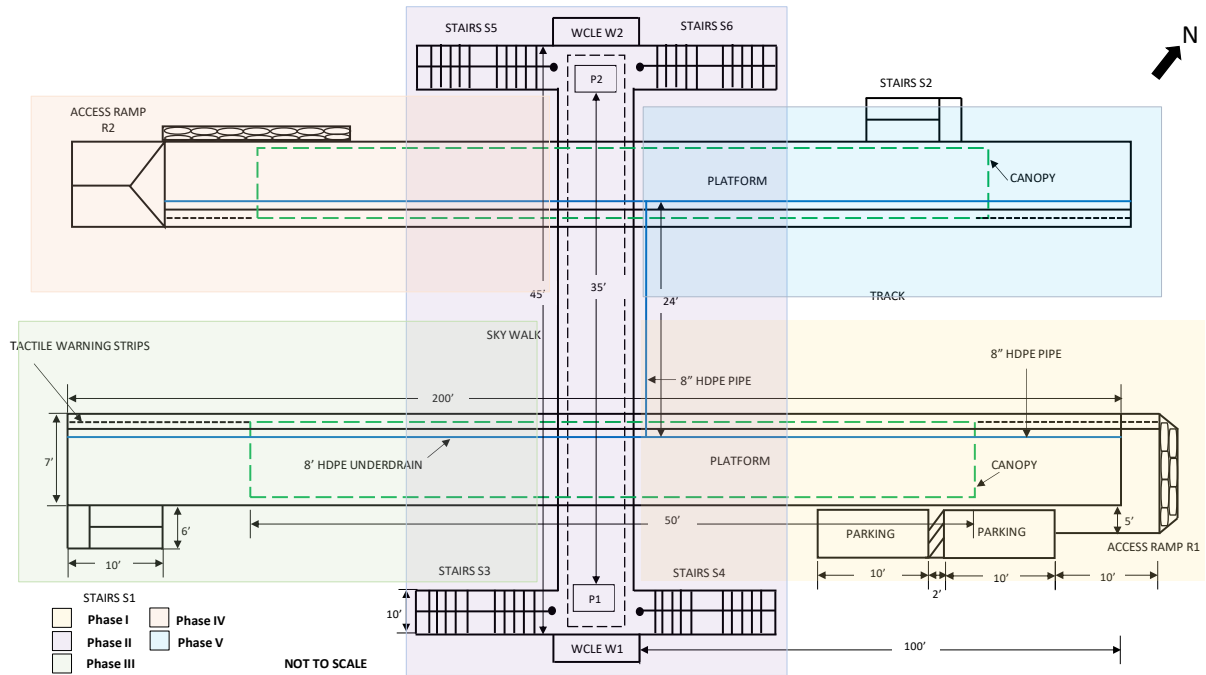 STAIRS S5
WCLE W2
STAIRS S6
N
P2
STAIRS S2
ACCESS RAMP
R2
PLATFORM
CANOPY
45’
35’
24’
TRACK
SKY WALK
TACTILE WARNING STRIPS
8” HDPE PIPE
8” HDPE PIPE
200’
7’
8’ HDPE UNDERDRAIN
PLATFORM
CANOPY
6’
50’
5’
PARKING
PARKING
ACCESS RAMP R1
10’
STAIRS S3
STAIRS S4
10’
2’
10’
10’
STAIRS S1
10’
P1
Phase I
Phase IV
Phase II
Phase V
Phase III
NOT TO SCALE
WCLE W1
100’